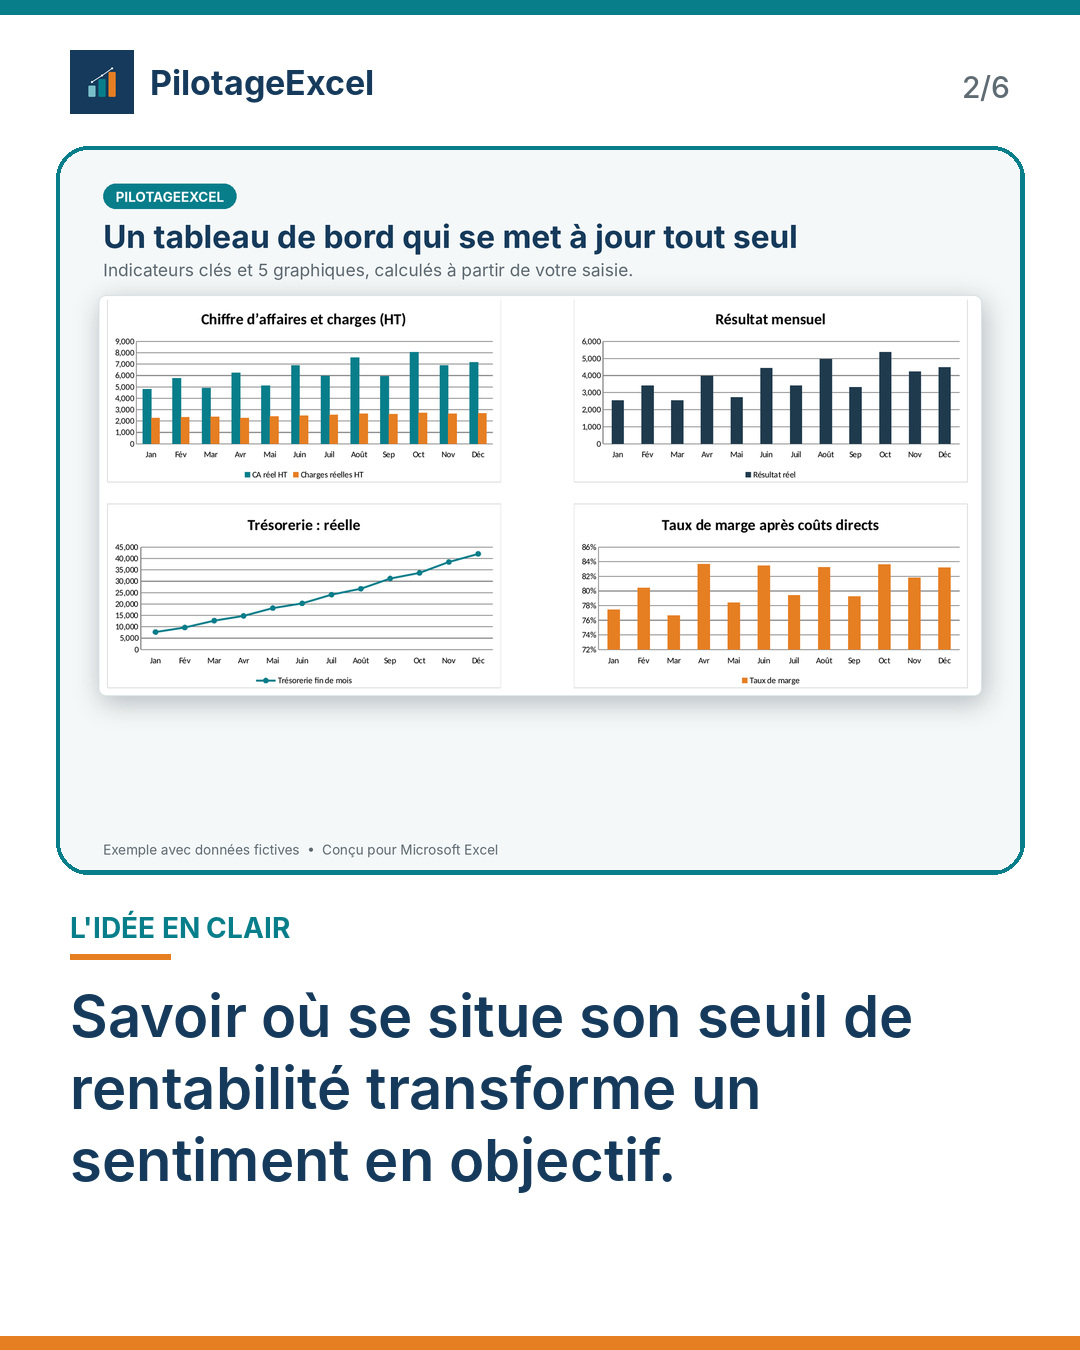 PilotageExcel
2/6
PILOTAGEEXCEL
Un tableau de bord qui se met à jour tout seul
Indicateurs clés et 5 graphiques, calculés à partir de votre saisie.
Chiffre d’affaires et charges (HT)
9,000
8,000
7,000
6,000
5,000
4,000
3,000
2,000
1,000
0
Jan Fév Mar Avr Mai Juin Juil Août Sep Oct Nov Déc
CA réel HT Charges réelles HT
Résultat mensuel
6,000
5,000
4,000
3,000
2,000
1,000
0
Jan Fév Mar Avr Mai Juin Juil Août Sep Oct Nov Déc
Résultat réel
Trésorerie : réelle
45,000
40,000
35,000
30,000
25,000
20,000
15,000
10,000
5,000
0
Jan Fév Mar Avr Mai Juin Juil Août Sep Oct Nov Déc
Trésorerie fin de mois
Taux de marge après coûts directs
86%
84%
82%
80%
78%
76%
74%
72%
Jan Fév Mar Avr Mai Juin Juil Août Sep Oct Nov Déc
Taux de marge
Exemple avec données fictives • Conçu pour Microsoft Excel
L'IDÉE EN CLAIR
Savoir où se situe son seuil de
rentabilité transforme un
sentiment en objectif.